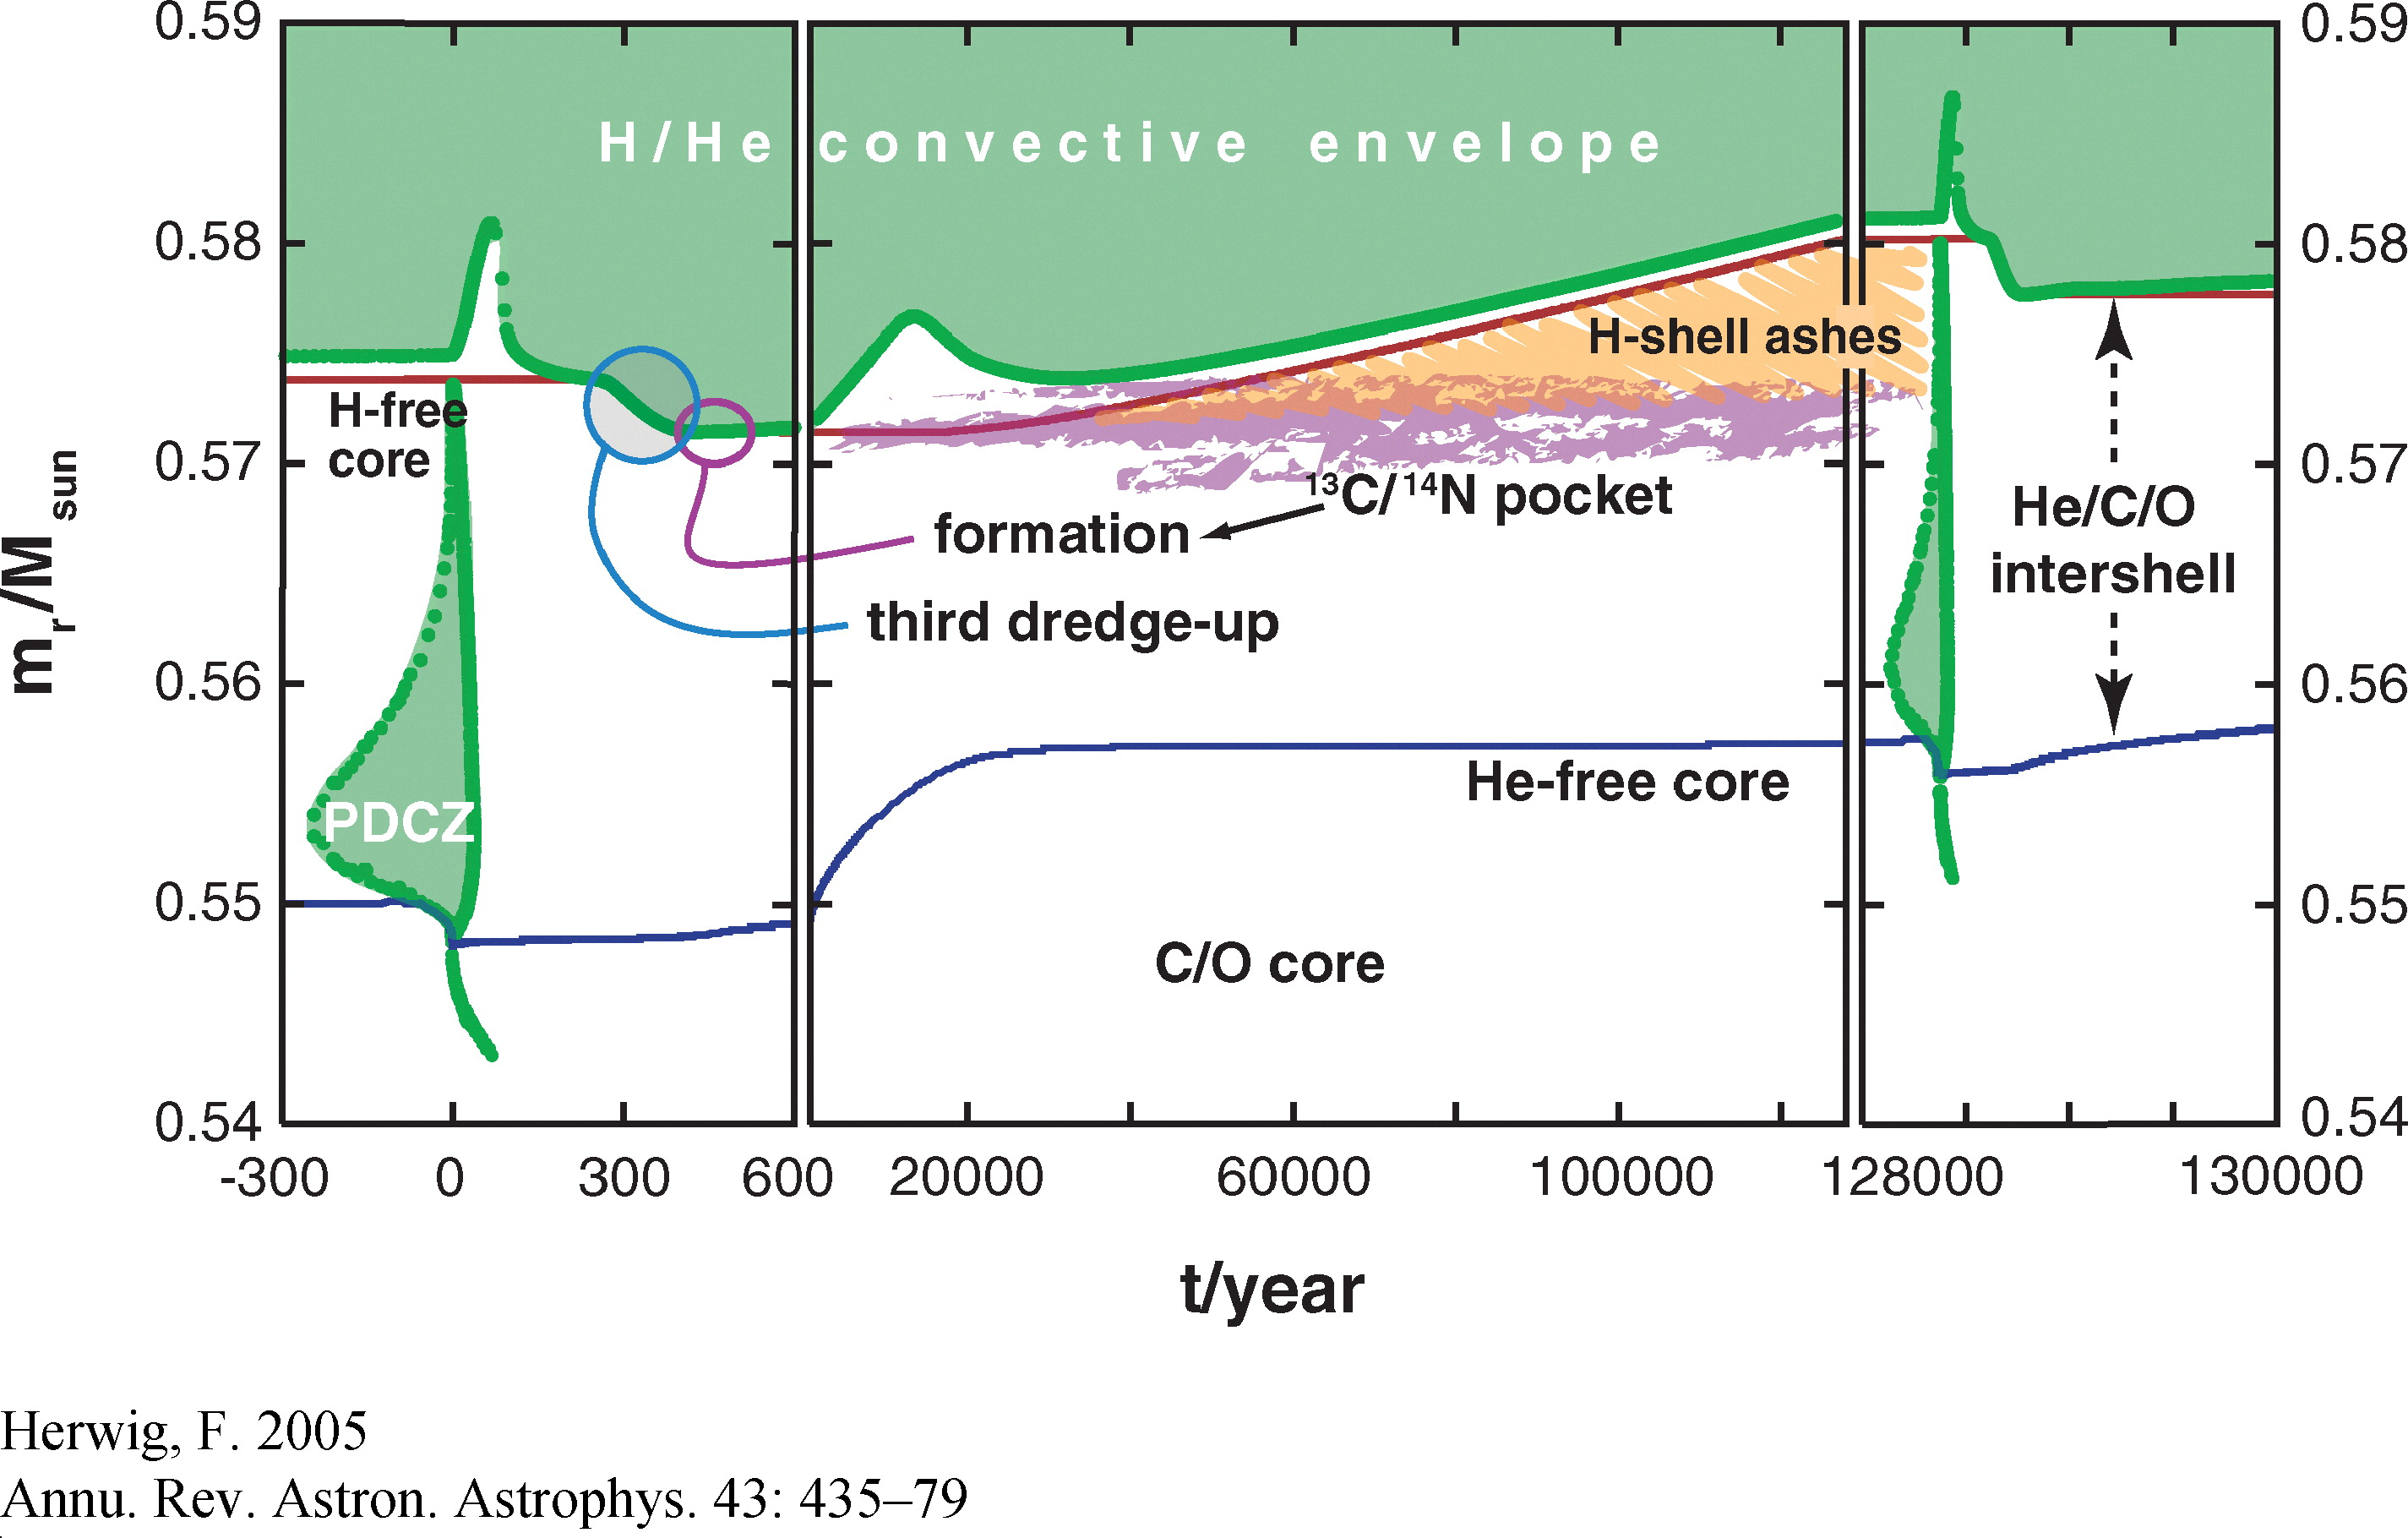 0.59
0.58
0.57
0.56
0.55
0.54
m_r/M_sun
H/He convective envelope
H-free
core
PDCZ
H-shell ashes
¹³C/¹⁴N pocket
formation
third dredge-up
He-free core
C/O core
He/C/O
intershell
0.59
0.58
0.57
0.56
0.55
0.54
-300 0 300 600 20000 60000 100000 128000 130000
t/year
Herwig, F. 2005
Annu. Rev. Astron. Astrophys. 43: 435–79